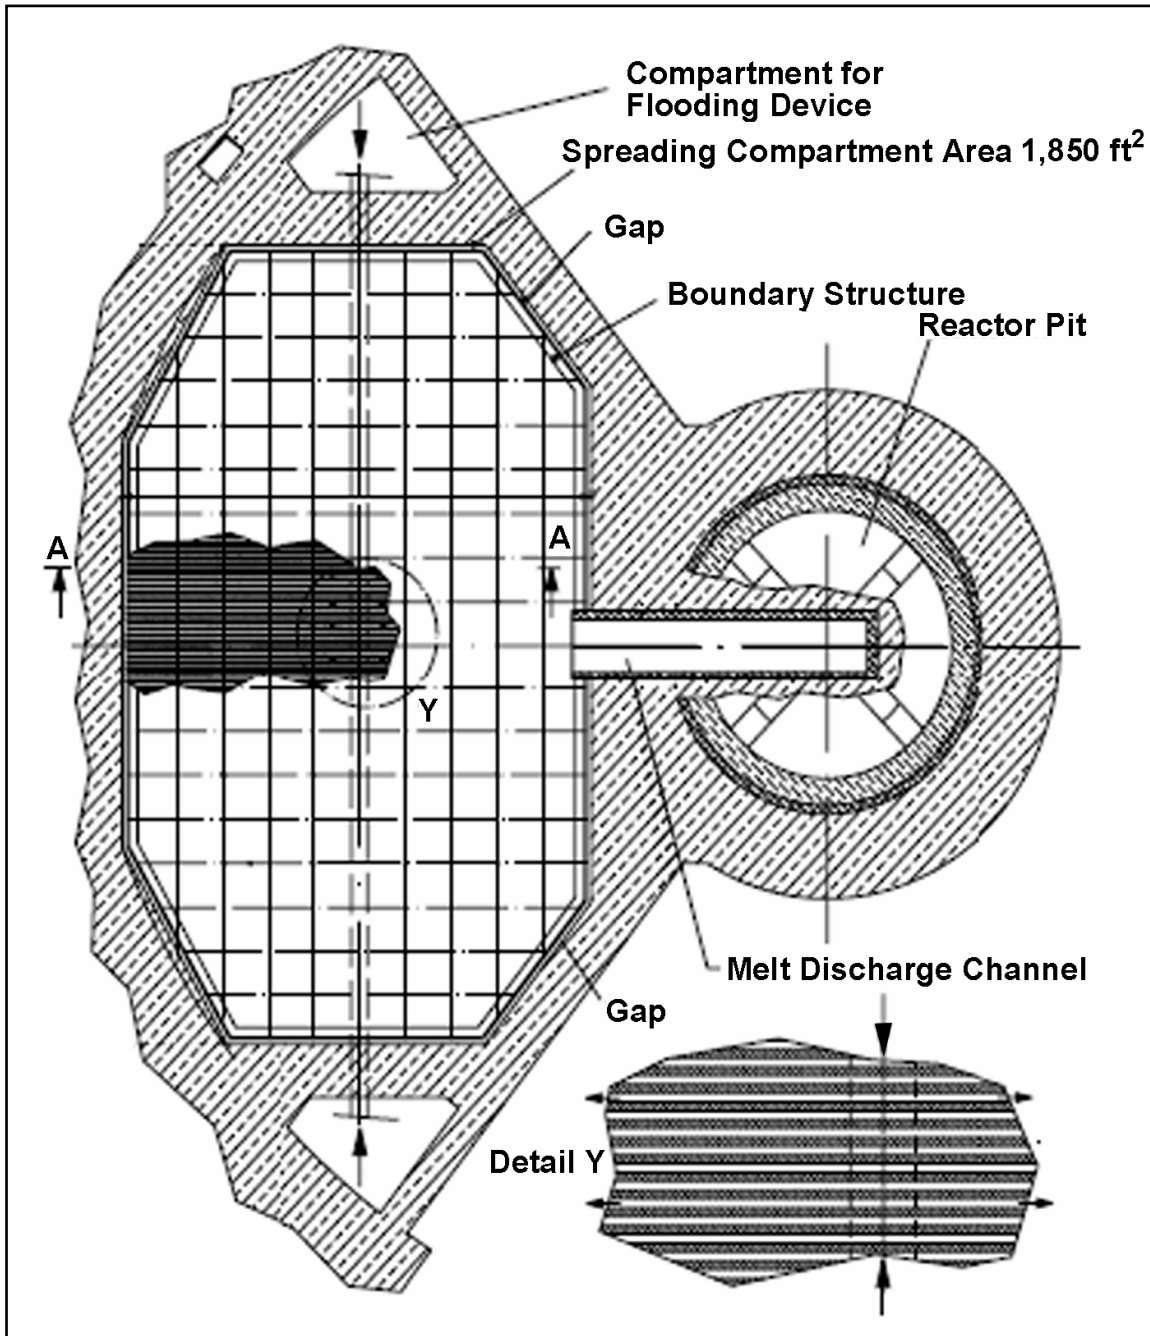 Compartment for
Flooding Device
Spreading Compartment Area 1,850 ft²
Gap
Boundary Structure
Reactor Pit
A
A
Y
Melt Discharge Channel
Gap
Detail Y